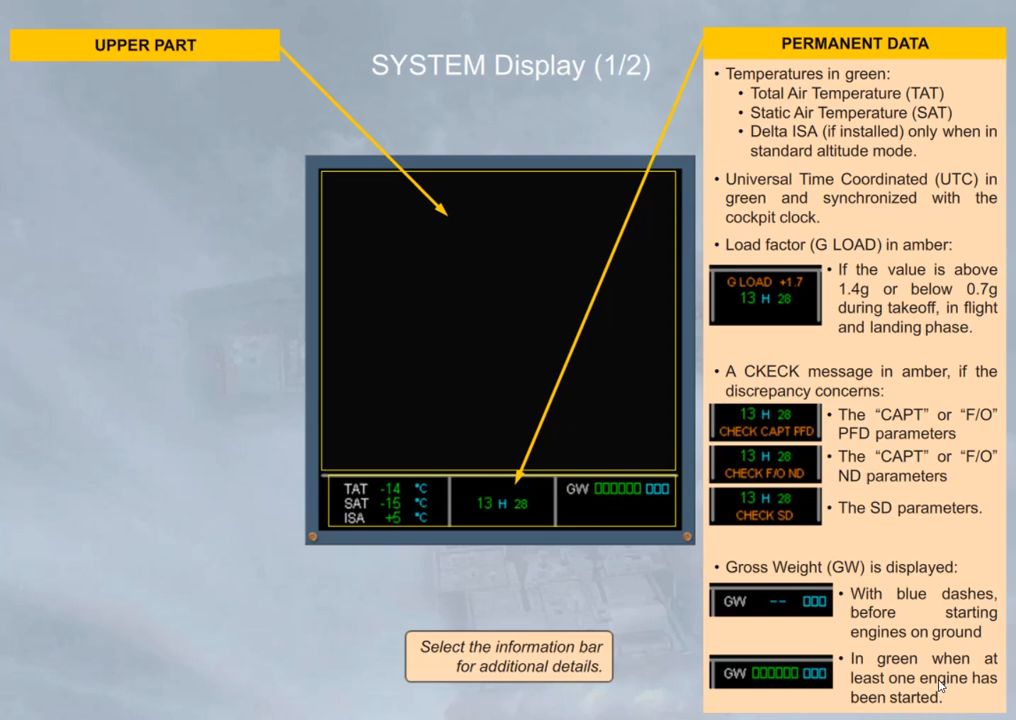 UPPER PART
SYSTEM Display (1/2)
PERMANENT DATA
• Temperatures in green:
• Total Air Temperature (TAT)
• Static Air Temperature (SAT)
• Delta ISA (if installed) only when in
standard altitude mode.
• Universal Time Coordinated (UTC) in
green and synchronized with the
cockpit clock.
• Load factor (G LOAD) in amber:
G LOAD +1.7
13 H 28
• If the value is above
1.4g or below 0.7g
during takeoff, in flight
and landing phase.
• A CKECK message in amber, if the
discrepancy concerns:
13 H 28
CHECK CAPT PFD
• The “CAPT” or “F/O”
PFD parameters
13 H 28
CHECK F/O ND
• The “CAPT” or “F/O”
ND parameters
13 H 28
CHECK SD
• The SD parameters.
• Gross Weight (GW) is displayed:
GW -- 
• With blue dashes,
before starting
engines on ground
GW
• In green when at
least one engine has
been started.
TAT -14 °C
SAT -15 °C
ISA +5 °C
13 H 28
GW
Select the information bar
for additional details.